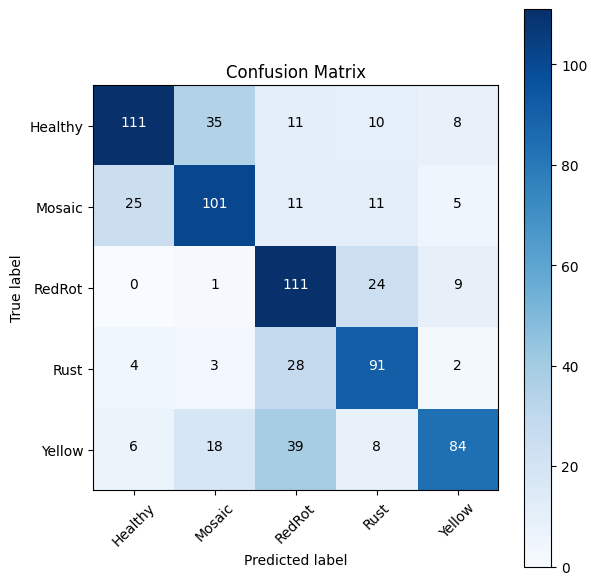 Confusion Matrix
Healthy 111 35 11 10 8
Mosaic 25 101 11 11 5
RedRot 0 1 111 24 9
Rust 4 3 28 91 2
Yellow 6 18 39 8 84
Healthy Mosaic RedRot Rust Yellow
Predicted label
True label
100
80
60
40
20
0